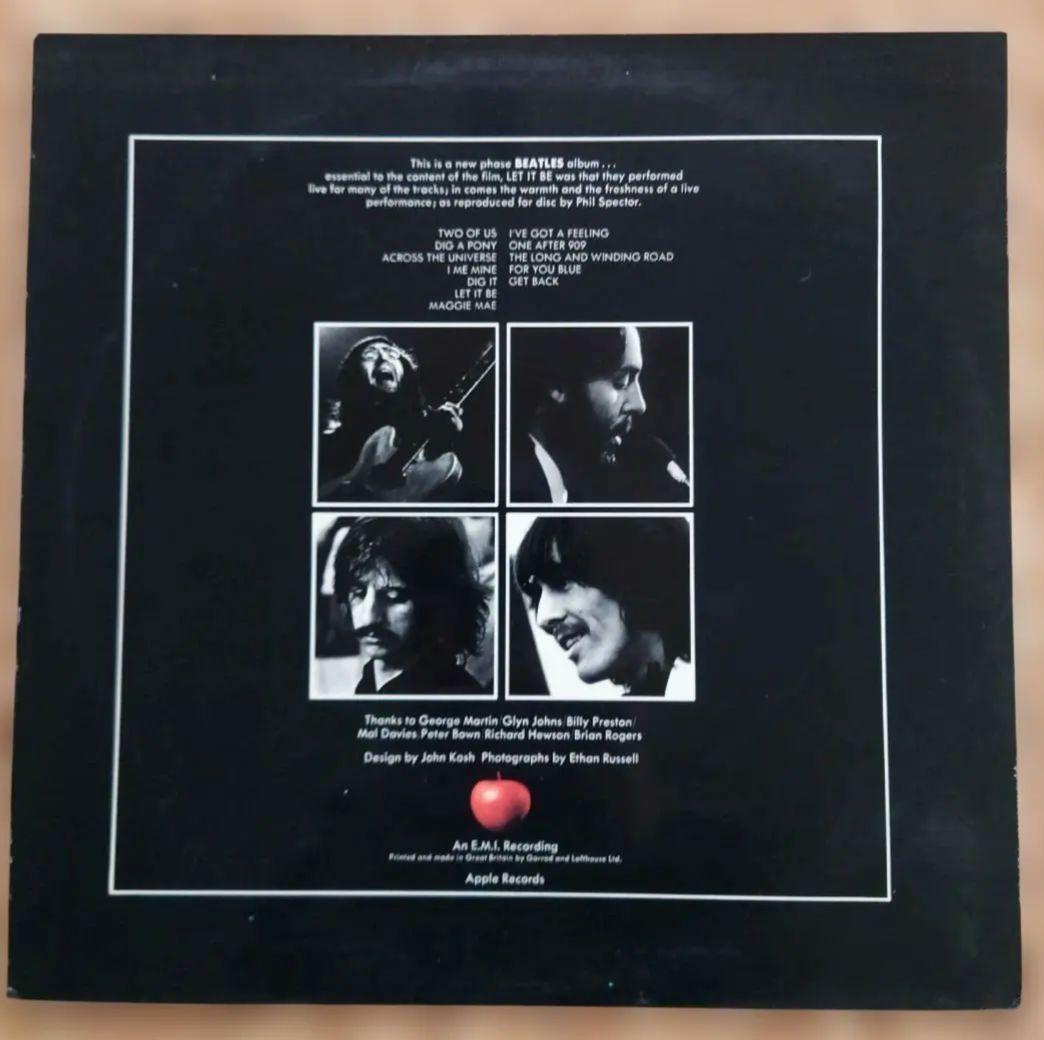 This is a new phase BEATLES album . . .
essential to the content of the film, LET IT BE was that they performed
live for many of the tracks; in comes the warmth and the freshness of a live
performance; as reproduced for disc by Phil Spector.
TWO OF US
DIG A PONY
ACROSS THE UNIVERSE
I ME MINE
DIG IT
LET IT BE
MAGGIE MAE
I'VE GOT A FEELING
ONE AFTER 909
THE LONG AND WINDING ROAD
FOR YOU BLUE
GET BACK
Thanks to George Martin/Glyn Johns/Billy Preston/
Mal Davies/Peter Bown/Richard Hewson/Brian Rogers
Design by John Kosh Photographs by Ethan Russell
An E.M.I. Recording
Printed and made in Great Britain by Garrod and Lofthouse Ltd.
Apple Records